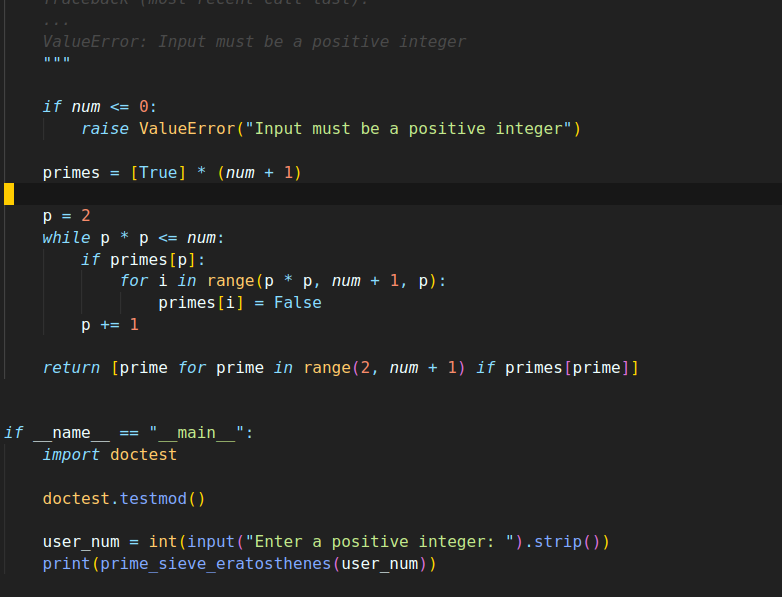 Traceback (most recent call last):
...
ValueError: Input must be a positive integer
"""
if num <= 0:
raise ValueError("Input must be a positive integer")
primes = [True] * (num + 1)
p = 2
while p * p <= num:
if primes[p]:
for i in range(p * p, num + 1, p):
primes[i] = False
p += 1
return [prime for prime in range(2, num + 1) if primes[prime]]
if __name__ == "__main__":
import doctest
doctest.testmod()
user_num = int(input("Enter a positive integer: ").strip())
print(prime_sieve_eratosthenes(user_num))